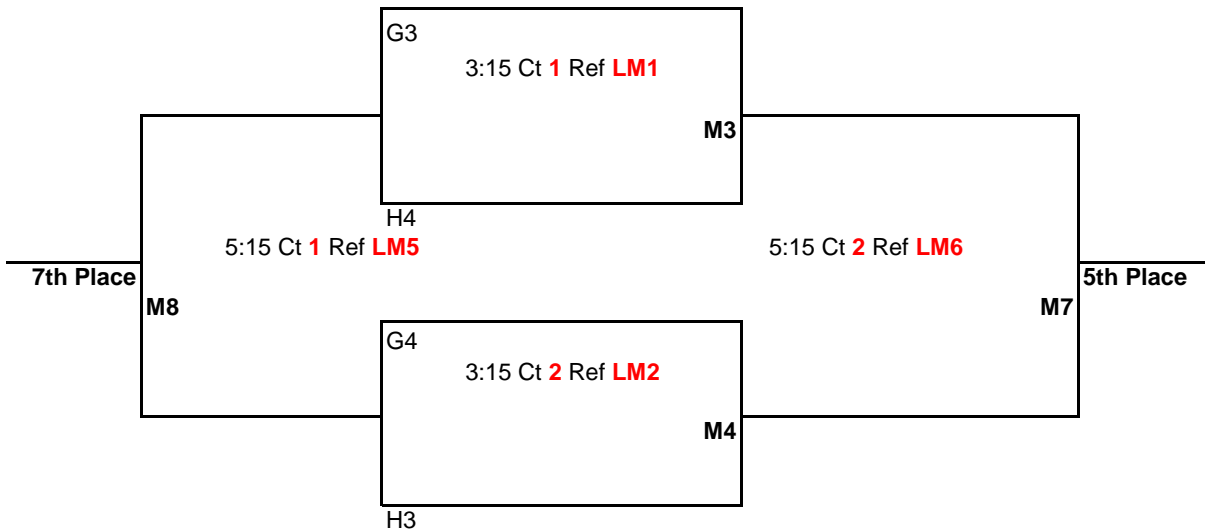 G3
3:15 Ct 1 Ref LM1
M3
H4
5:15 Ct 1 Ref LM5
5:15 Ct 2 Ref LM6
7th Place
5th Place
M8
M7
G4
3:15 Ct 2 Ref LM2
M4
H3